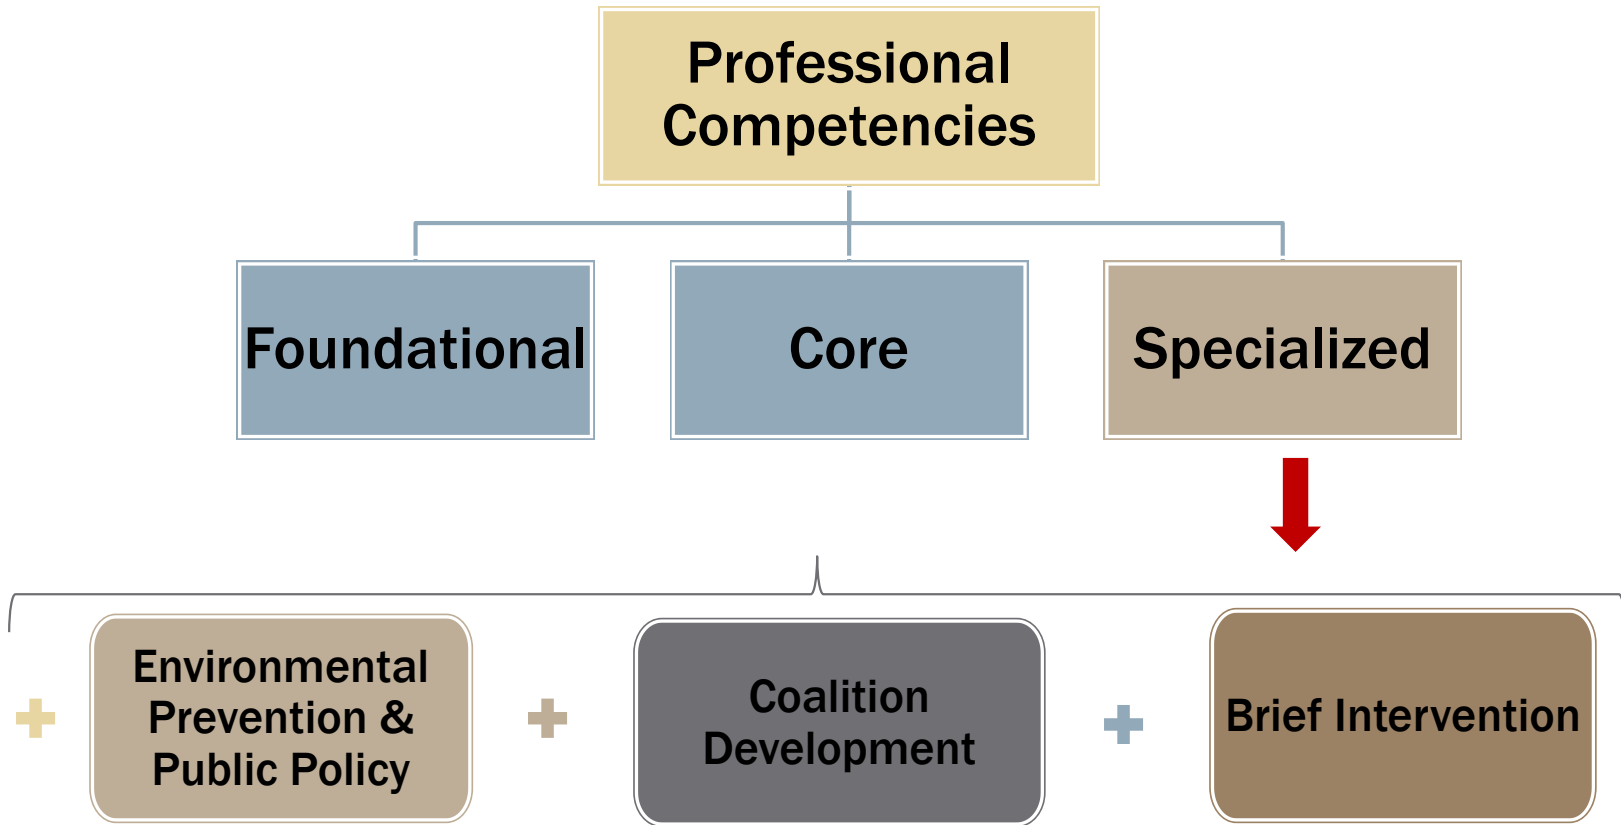 Professional
Competencies
Foundational
Core
Specialized
Environmental
Prevention &
Public Policy
Coalition
Development
Brief Intervention